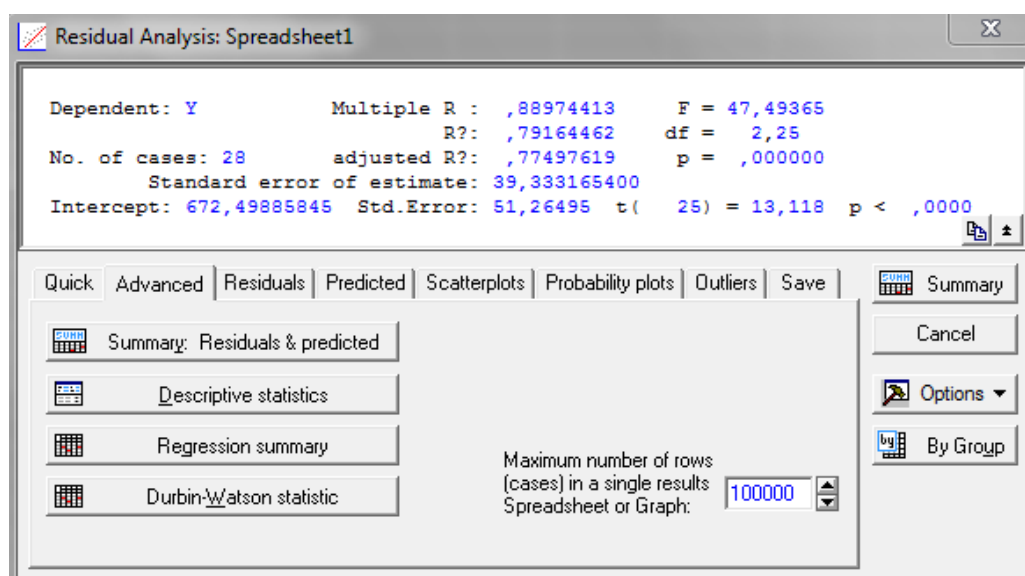 Residual Analysis: Spreadsheet1
Dependent: Y Multiple R : ,88974413 F = 47,49365
R?: ,79164462 df = 2,25
No. of cases: 28 adjusted R?: ,77497619 p = ,000000
Standard error of estimate: 39,333165400
Intercept: 672,49885845 Std.Error: 51,26495 t( 25) = 13,118 p < ,0000
Quick Advanced Residuals Predicted Scatterplots Probability plots Outliers Save
SUMM Summary
SUMM Summary: Residuals & predicted
Cancel
Descriptive statistics
Options
Regression summary
by By Group
Maximum number of rows
(cases) in a single results
Spreadsheet or Graph:
100000
Durbin-Watson statistic